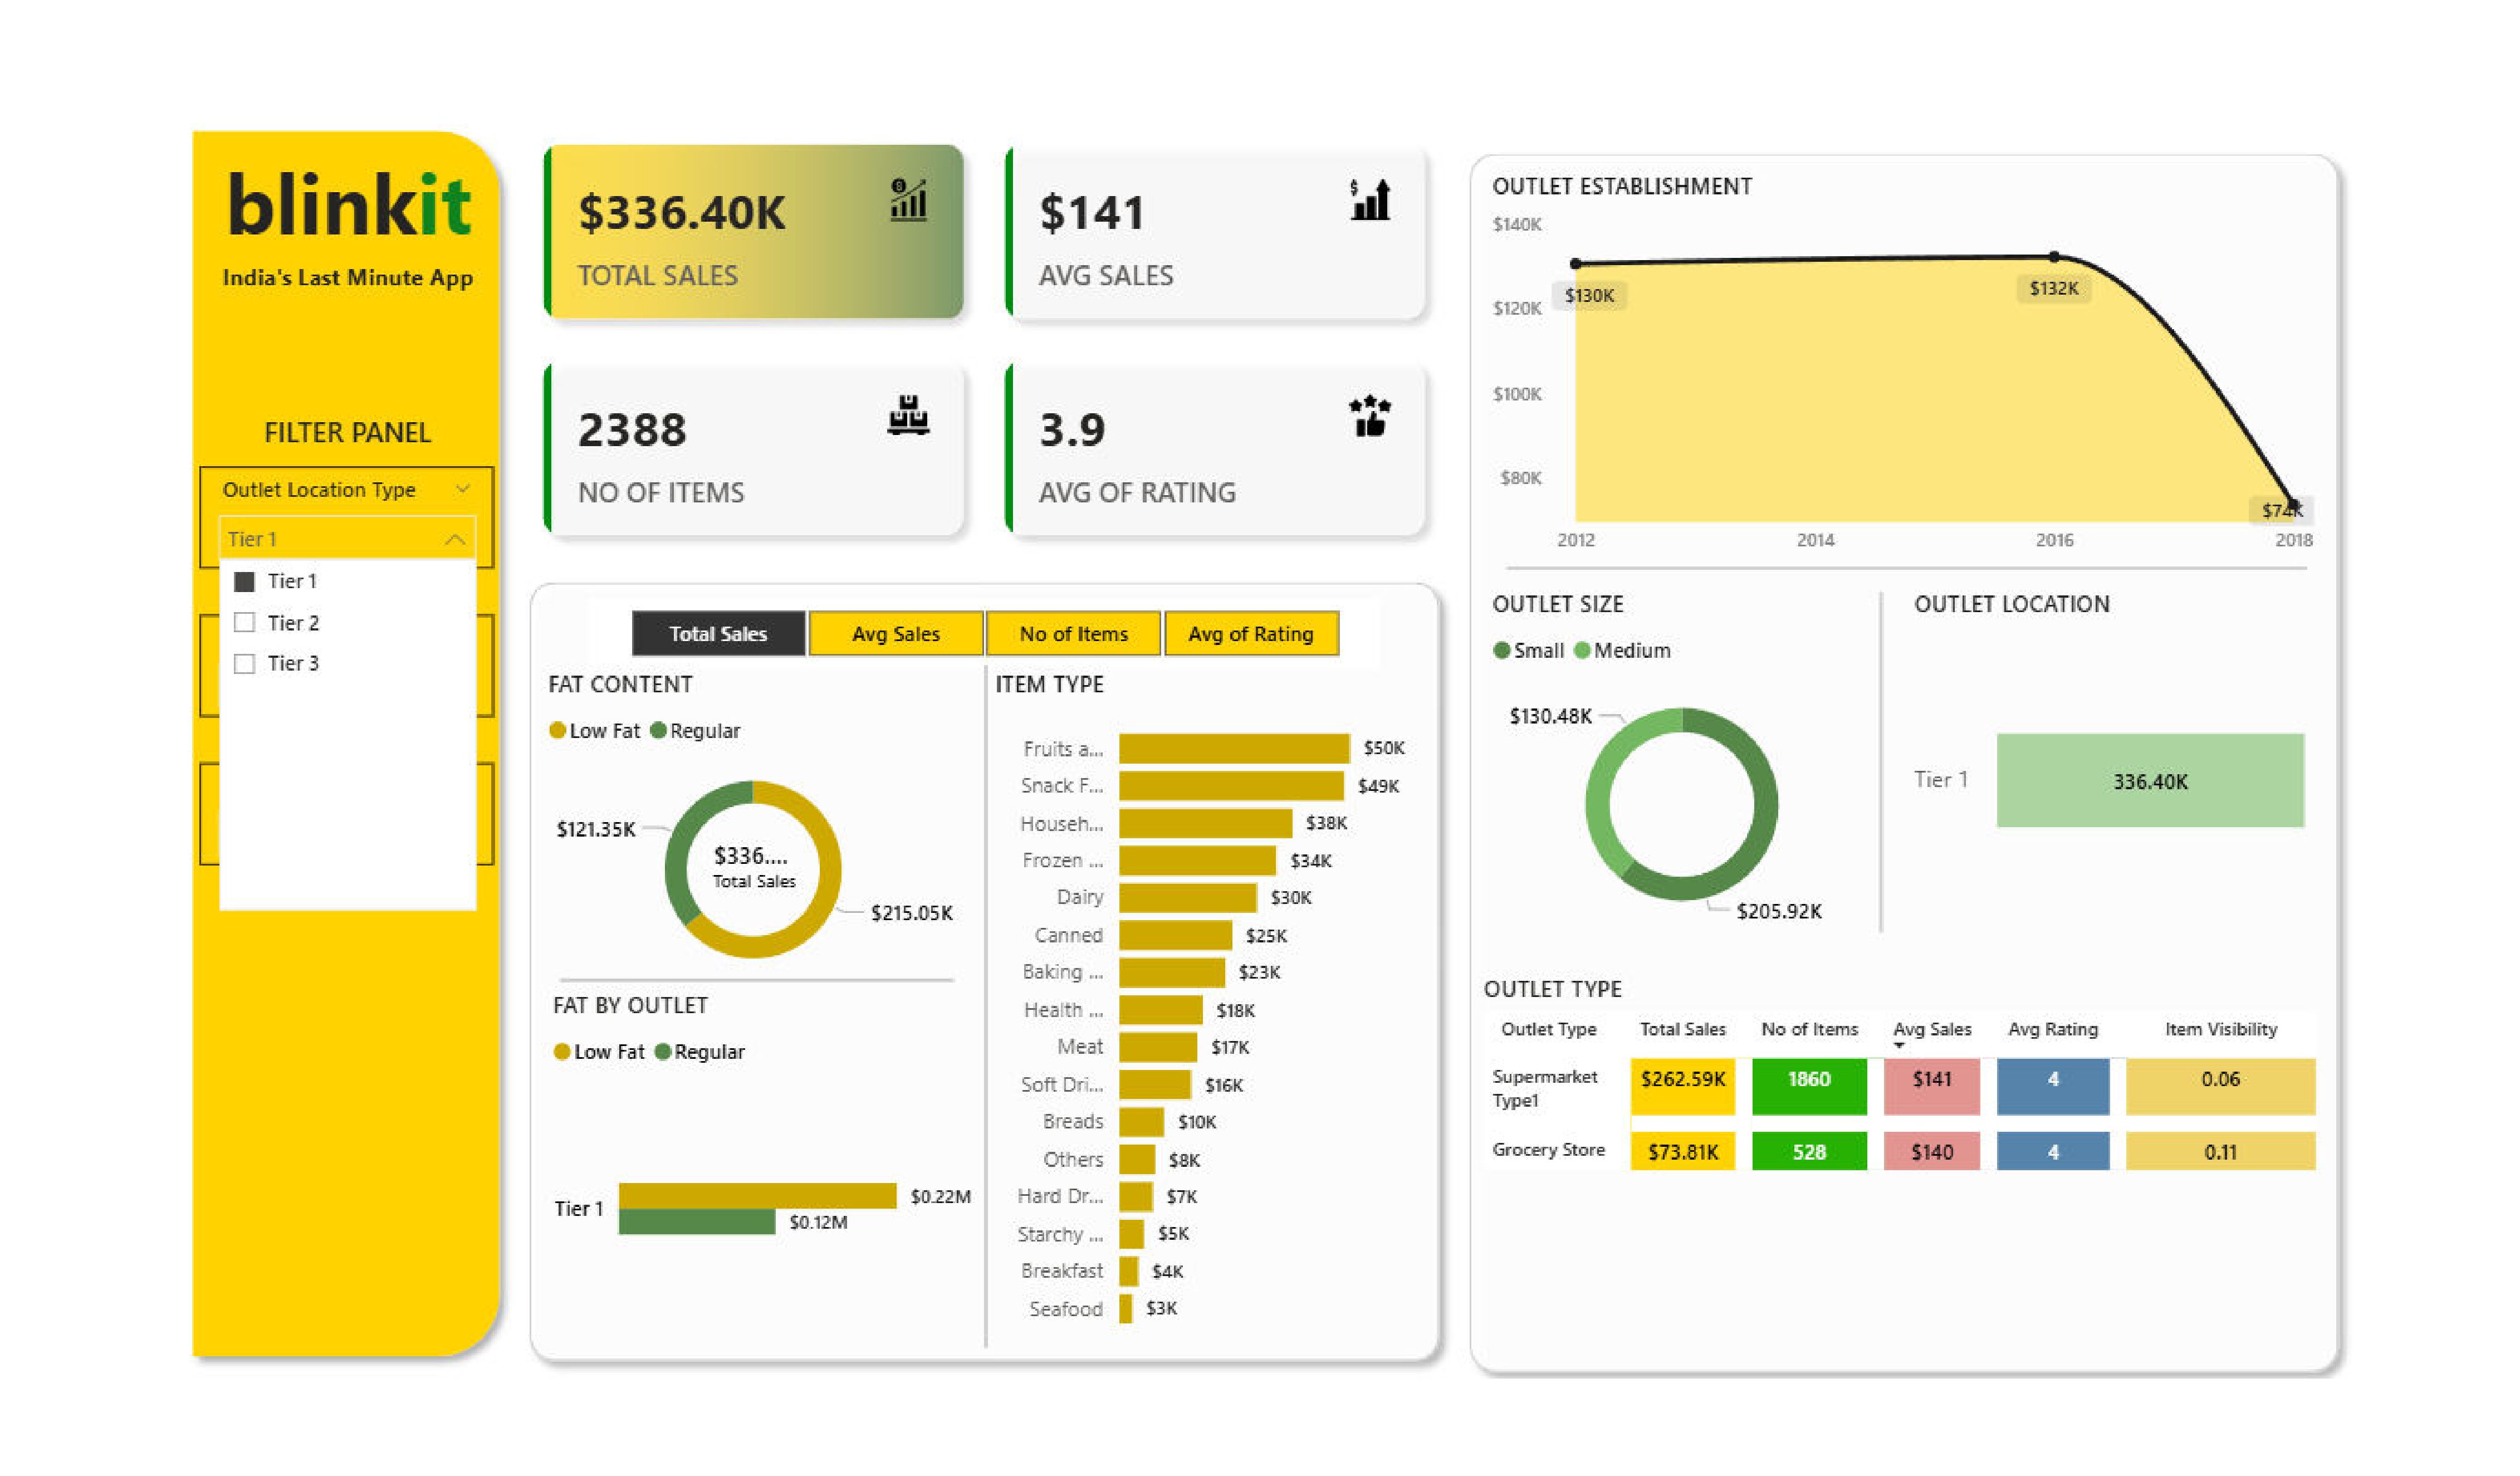 blinkit
India's Last Minute App
FILTER PANEL
Outlet Location Type
Tier 1
Tier 1
Tier 2
Tier 3
$336.40K
TOTAL SALES
$141
AVG SALES
2388
NO OF ITEMS
3.9
AVG OF RATING
Total Sales Avg Sales No of Items Avg of Rating
FAT CONTENT
Low Fat Regular
$121.35K
$336....
Total Sales
$215.05K
FAT BY OUTLET
Low Fat Regular
Tier 1
$0.22M
$0.12M
ITEM TYPE
Fruits a... $50K
Snack F... $49K
Househ... $38K
Frozen ... $34K
Dairy $30K
Canned $25K
Baking ... $23K
Health ... $18K
Meat $17K
Soft Dri... $16K
Breads $10K
Others $8K
Hard Dr... $7K
Starchy ... $5K
Breakfast $4K
Seafood $3K
OUTLET ESTABLISHMENT
$140K
$120K
$100K
$80K
$130K
$132K
$74K
2012 2014 2016 2018
OUTLET SIZE
Small Medium
$130.48K
$205.92K
OUTLET LOCATION
Tier 1 336.40K
OUTLET TYPE
Outlet Type Total Sales No of Items Avg Sales Avg Rating Item Visibility
Supermarket $262.59K 1860 $141 4 0.06
Type1
Grocery Store $73.81K 528 $140 4 0.11